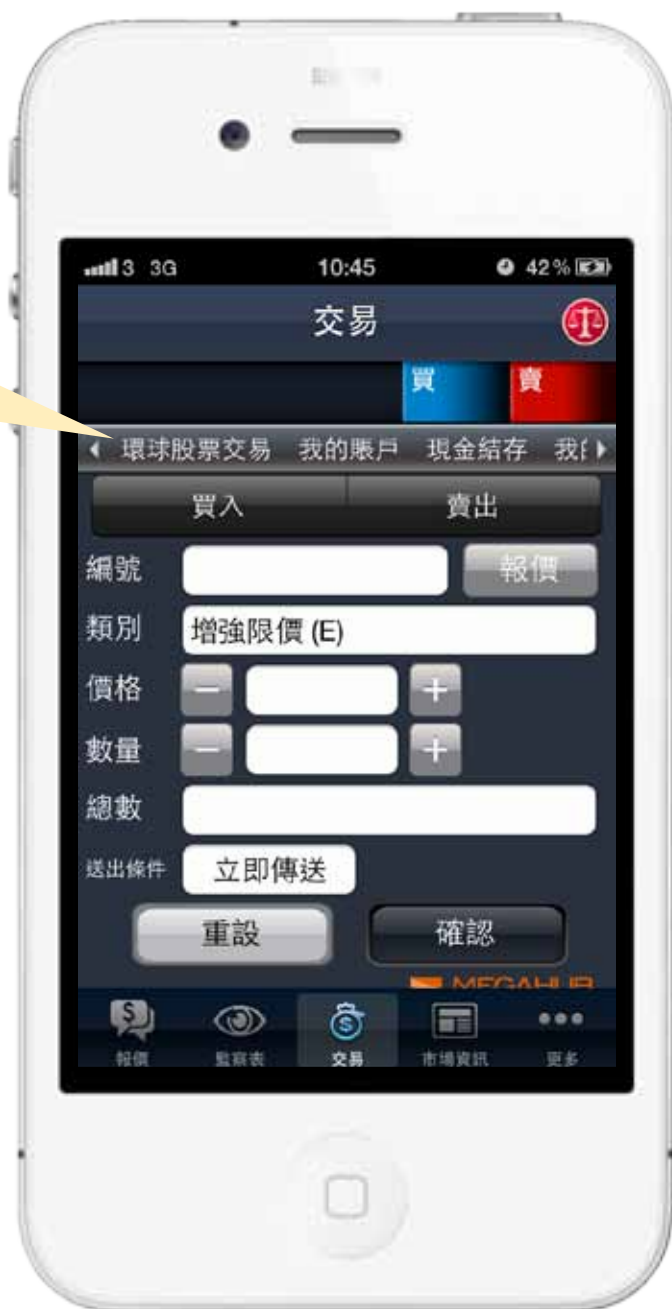 3 3G 10:45 42%
交易
買 賣
環球股票交易 我的賬戶 現金結存
買入 賣出
編號 報價
類別 增強限價 (E)
價格 − +
數量 − +
總數
送出條件 立即傳送
重設 確認
MEGAHUB
$ $
報價 監察表 交易 市場資訊 更多